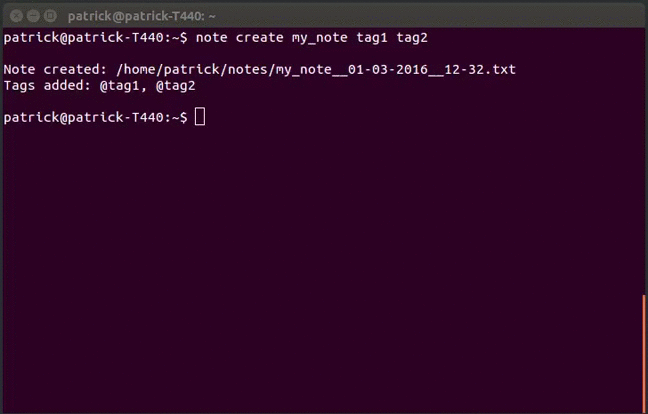 patrick@patrick-T440: ~
patrick@patrick-T440:~$ note create my_note tag1 tag2
Note created: /home/patrick/notes/my_note__01-03-2016__12-32.txt
Tags added: @tag1, @tag2
patrick@patrick-T440:~$